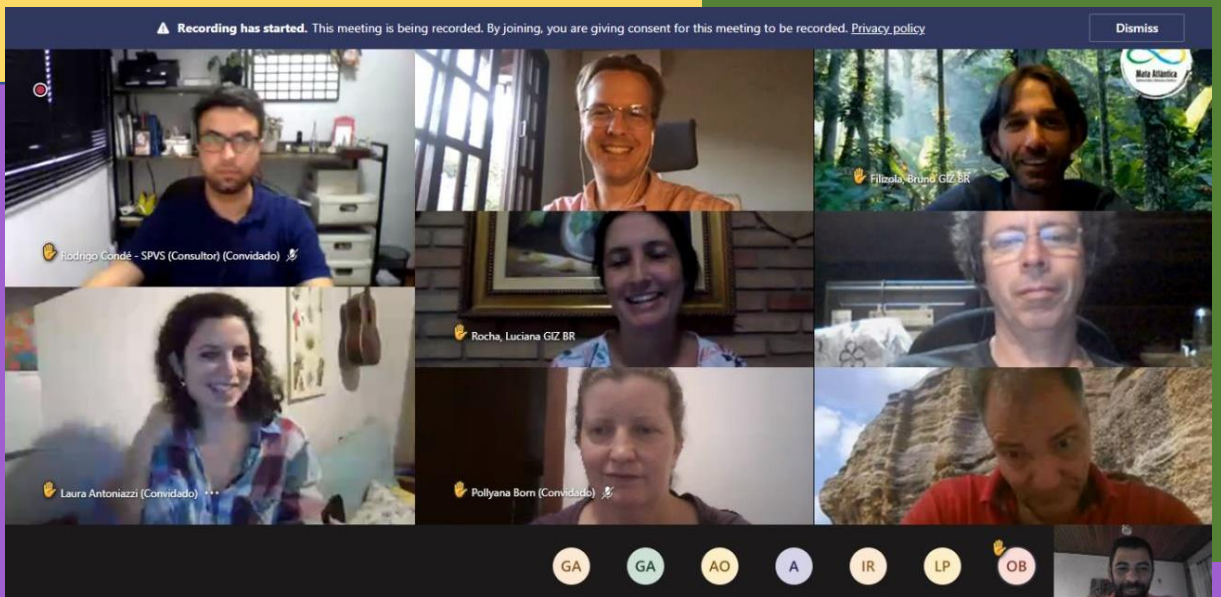 Recording has started. This meeting is being recorded. By joining, you are giving consent for this meeting to be recorded. Privacy policy
Dismiss
Mata Atlântica
Filizola, Bruno GIZ BR
Rodrigo Condé - SPVS (Consultor) (Convidado)
Rocha, Luciana GIZ BR
Laura Antoniazzi (Convidado) •••
Pollyana Born (Convidado)
GA
GA
AO
A
IR
LP
OB